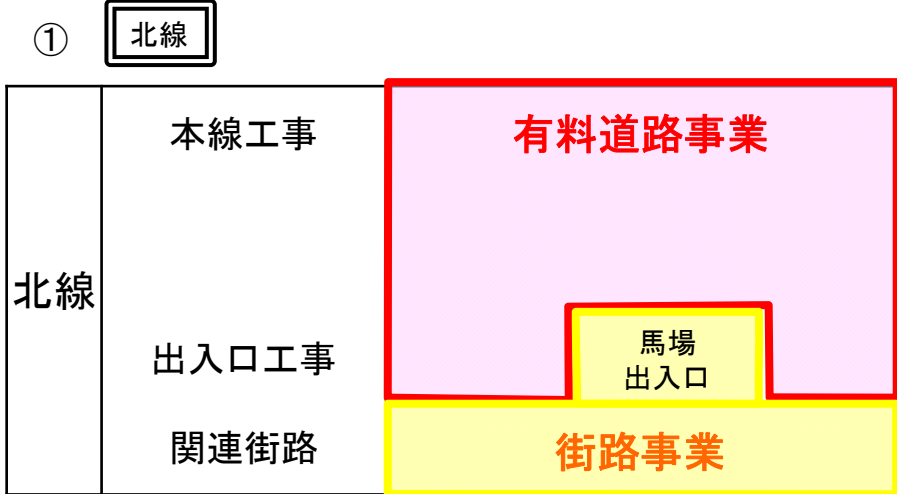 ① 北線
本線工事
有料道路事業
北線
出入口工事
馬場
出入口
関連街路
街路事業